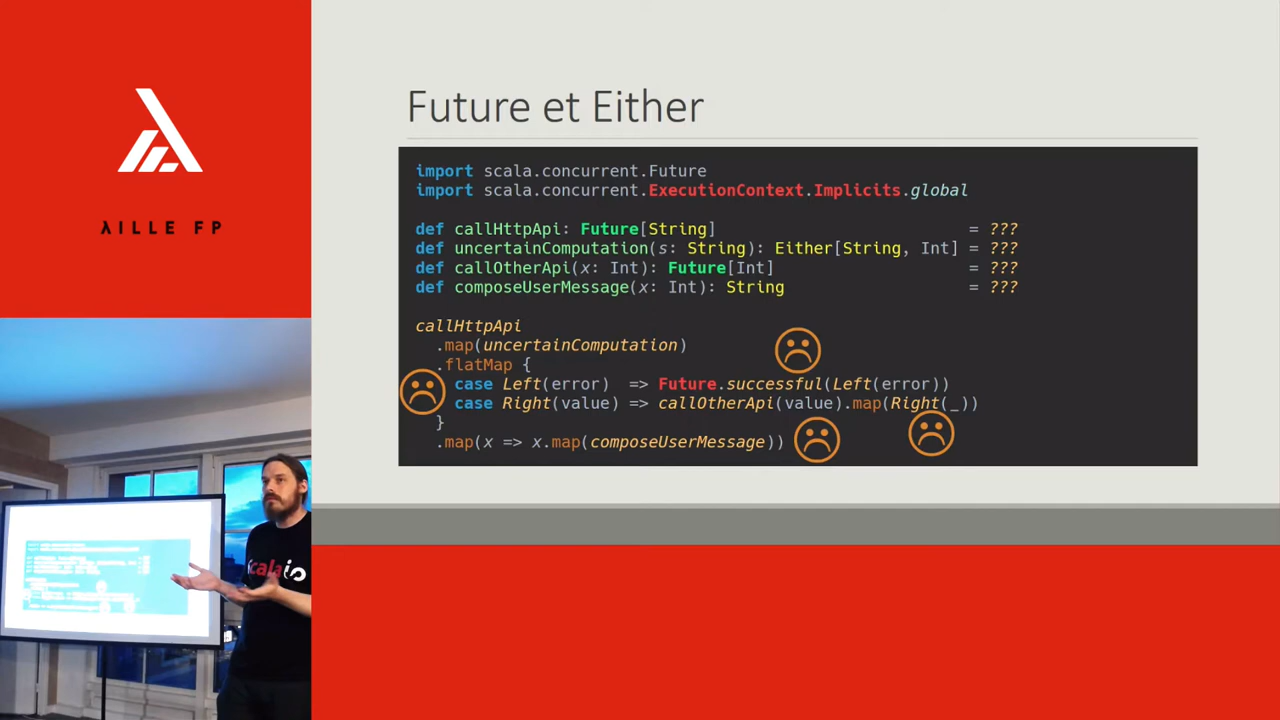 λILLE FP
Future et Either
import scala.concurrent.Future
import scala.concurrent.ExecutionContext.Implicits.global
def callHttpApi: Future[String] = ???
def uncertainComputation(s: String): Either[String, Int] = ???
def callOtherApi(x: Int): Future[Int] = ???
def composeUserMessage(x: Int): String = ???
callHttpApi
.map(uncertainComputation)
.flatMap {
case Left(error) => Future.successful(Left(error))
case Right(value) => callOtherApi(value).map(Right(_))
}
.map(x => x.map(composeUserMessage))
scala io